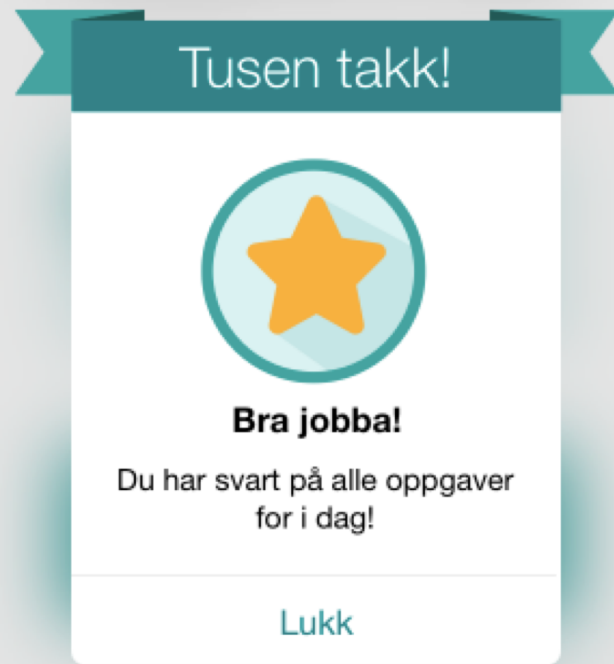 Tusen takk!
Bra jobba!
Du har svart på alle oppgaver
for i dag!
Lukk